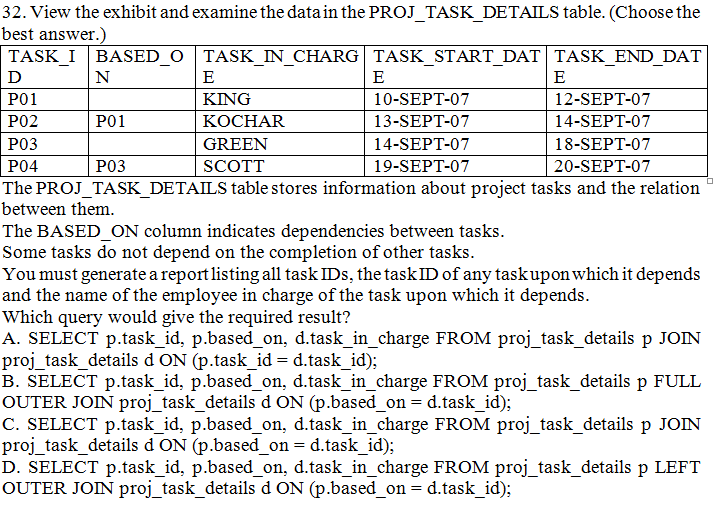 32. View the exhibit and examine the data in the PROJ_TASK_DETAILS table. (Choose the
best answer.)
TASK_I BASED_O TASK_IN_CHARG TASK_START_DAT TASK_END_DAT
D N E E E
P01 KING 10-SEPT-07 12-SEPT-07
P02 P01 KOCHAR 13-SEPT-07 14-SEPT-07
P03 GREEN 14-SEPT-07 18-SEPT-07
P04 P03 SCOTT 19-SEPT-07 20-SEPT-07
The PROJ_TASK_DETAILS table stores information about project tasks and the relation
between them.
The BASED_ON column indicates dependencies between tasks.
Some tasks do not depend on the completion of other tasks.
You must generate a report listing all task IDs, the task ID of any task upon which it depends
and the name of the employee in charge of the task upon which it depends.
Which query would give the required result?
A. SELECT p.task_id, p.based_on, d.task_in_charge FROM proj_task_details p JOIN
proj_task_details d ON (p.task_id = d.task_id);
B. SELECT p.task_id, p.based_on, d.task_in_charge FROM proj_task_details p FULL
OUTER JOIN proj_task_details d ON (p.based_on = d.task_id);
C. SELECT p.task_id, p.based_on, d.task_in_charge FROM proj_task_details p JOIN
proj_task_details d ON (p.based_on = d.task_id);
D. SELECT p.task_id, p.based_on, d.task_in_charge FROM proj_task_details p LEFT
OUTER JOIN proj_task_details d ON (p.based_on = d.task_id);